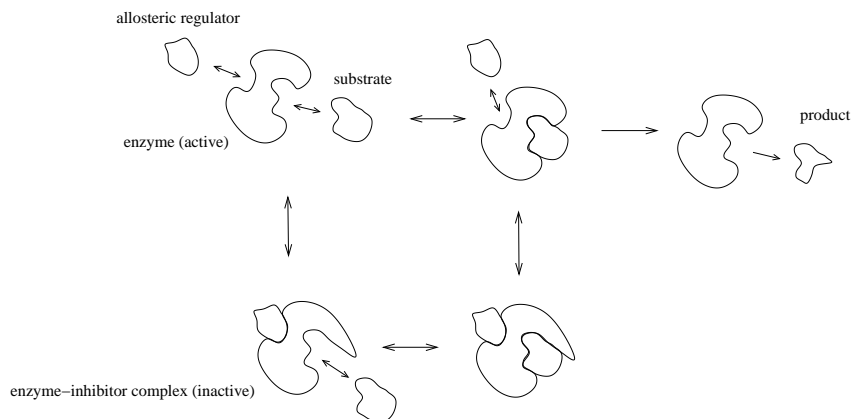 allosteric regulator
substrate
product
enzyme (active)
enzyme−inhibitor complex (inactive)